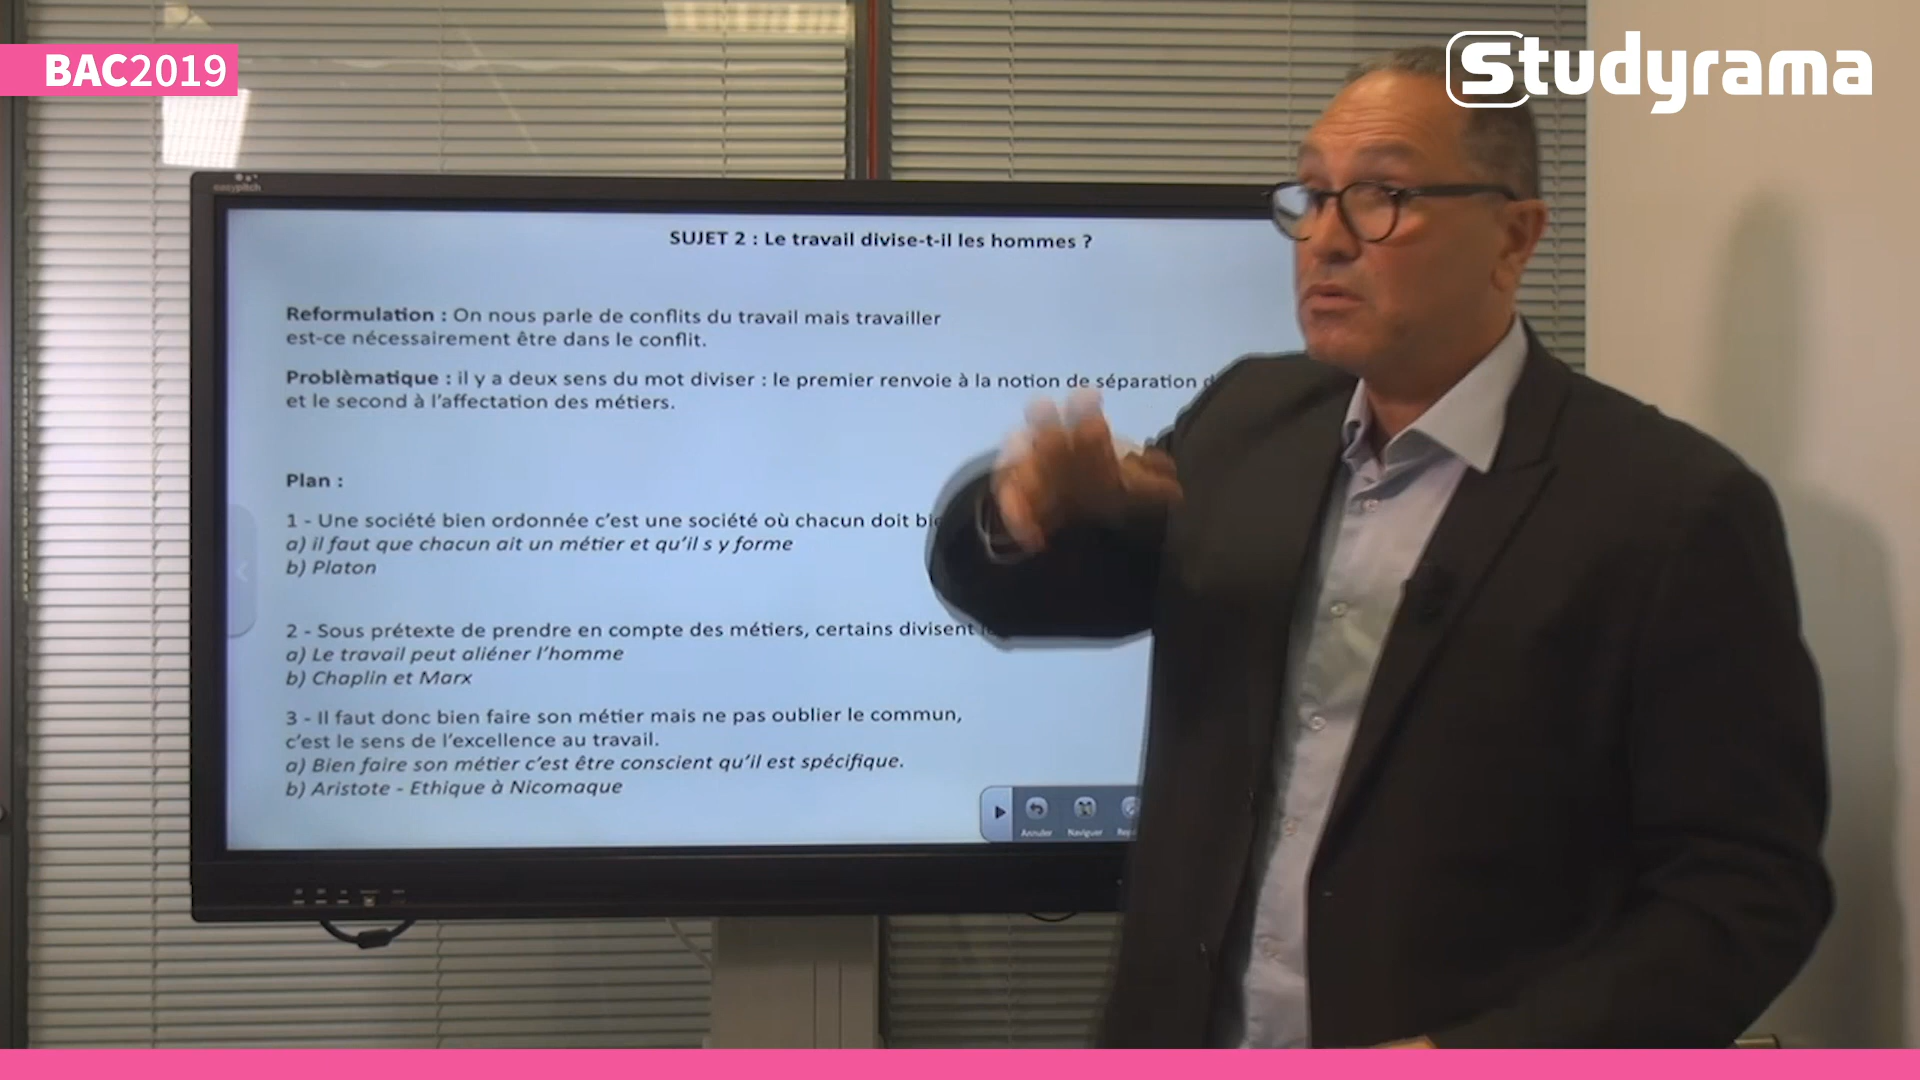 BAC2019
Studyrama
easypitch
SUJET 2 : Le travail divise-t-il les hommes ?
Reformulation : On nous parle de conflits du travail mais travailler
est-ce nécessairement être dans le conflit.
Problèmatique : il y a deux sens du mot diviser : le premier renvoie à la notion de séparation
et le second à l'affectation des métiers.
Plan :
1 - Une société bien ordonnée c'est une société où chacun doit
a) il faut que chacun ait un métier et qu'il s y forme
b) Platon
2 - Sous prétexte de prendre en compte des métiers, certains divisent
a) Le travail peut aliéner l'homme
b) Chaplin et Marx
3 - Il faut donc bien faire son métier mais ne pas oublier le commun,
c'est le sens de l'excellence au travail.
a) Bien faire son métier c'est être conscient qu'il est spécifique.
b) Aristote - Ethique à Nicomaque
Annuler Naviguer